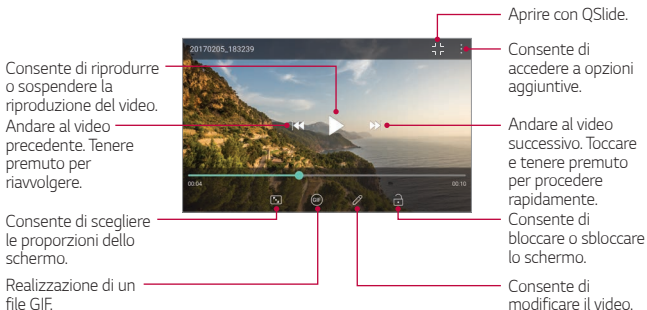 Aprire con QSlide.
20170205_183239
Consente di
accedere a opzioni
aggiuntive.
Consente di riprodurre
o sospendere la
riproduzione del video.
Andare al video
precedente. Tenere
premuto per
riavvolgere.
Andare al video
successivo. Toccare
e tenere premuto
per procedere
rapidamente.
00:04
00:10
GIF
Consente di scegliere
le proporzioni dello
schermo.
Consente di
bloccare o sbloccare
lo schermo.
Realizzazione di un
file GIF.
Consente di
modificare il video.